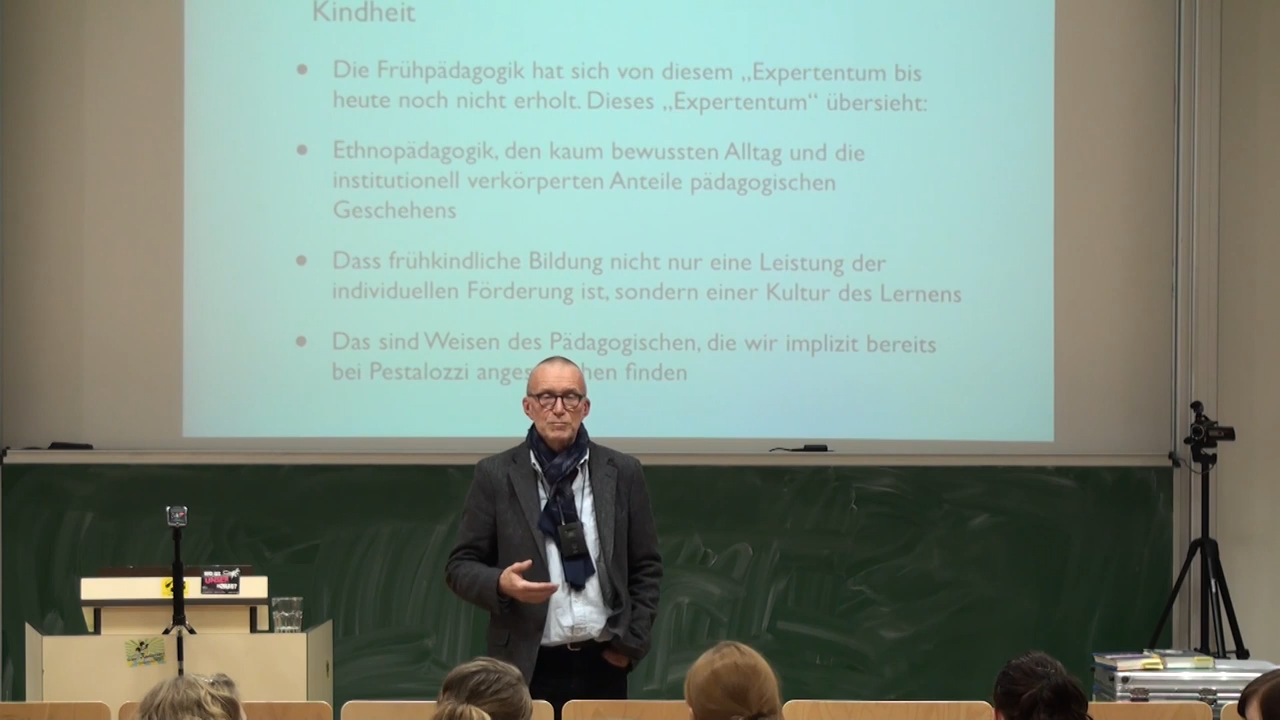 Kindheit
Die Frühpädagogik hat sich von diesem „Expertentum bis
heute noch nicht erholt. Dieses „Expertentum“ übersieht:
Ethnopädagogik, den kaum bewussten Alltag und die
institutionell verkörperten Anteile pädagogischen
Geschehens
Dass frühkindliche Bildung nicht nur eine Leistung der
individuellen Förderung ist, sondern einer Kultur des Lernens
Das sind Weisen des Pädagogischen, die wir implizit bereits
bei Pestalozzi finden
UNSER